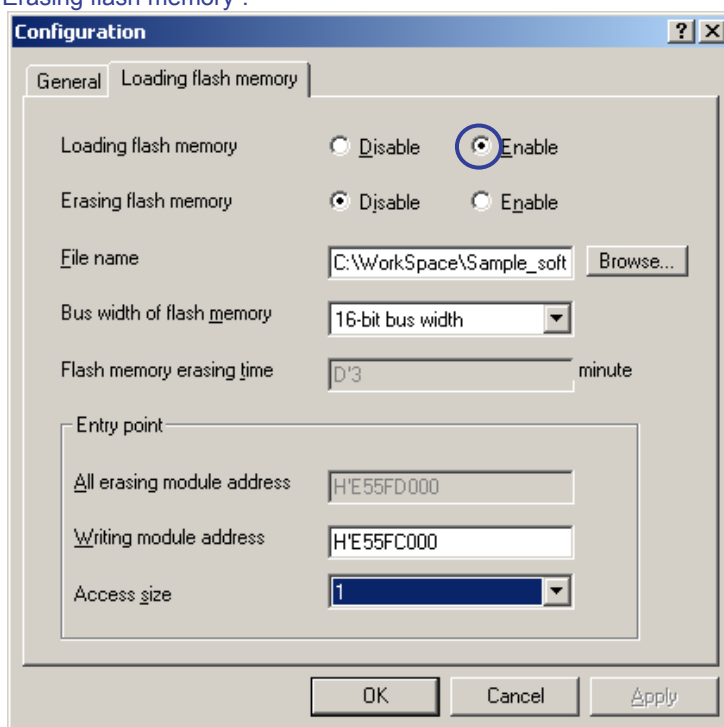 Erasing flash memory".
Configuration
General Loading flash memory
Loading flash memory Disable Enable
Erasing flash memory Disable Enable
File name C:\WorkSpace\Sample_soft Browse...
Bus width of flash memory 16-bit bus width
Flash memory erasing time D'3 minute
Entry point
All erasing module address H'E55FD000
Writing module address H'E55FC000
Access size 1
OK Cancel Apply